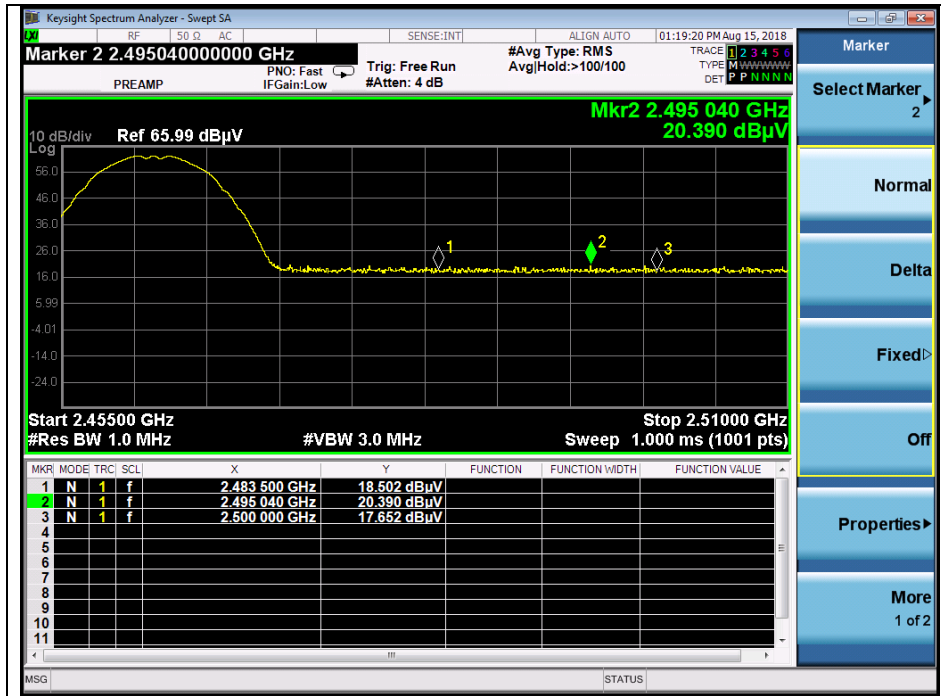 Keysight Spectrum Analyzer - Swept SA
LXI RF 50 Ω AC SENSE:INT ALIGN AUTO 01:19:20 PM Aug 15, 2018
Marker 2 2.495040000000 GHz
PREAMP
PNO: Fast
IFGain:Low
Trig: Free Run
#Atten: 4 dB
#Avg Type: RMS
Avg|Hold:>100/100
TRACE 1 2 3 4 5 6
TYPE M W W W W W
DET P P N N N N
Mkr2 2.495 040 GHz
20.390 dBµV
10 dB/div Ref 65.99 dBµV
Log
56.0
46.0
36.0
26.0
16.0
5.99
-4.01
-14.0
-24.0
1
2
3
Start 2.45500 GHz Stop 2.51000 GHz
#Res BW 1.0 MHz #VBW 3.0 MHz Sweep 1.000 ms (1001 pts)
MKR MODE TRC SCL X Y FUNCTION FUNCTION WIDTH FUNCTION VALUE
1 N 1 f 2.483 500 GHz 18.502 dBµV
2 N 1 f 2.495 040 GHz 20.390 dBµV
3 N 1 f 2.500 000 GHz 17.652 dBµV
4
5
6
7
8
9
10
11
MSG STATUS
Marker
Select Marker
2
Normal
Delta
Fixed
Off
Properties
More
1 of 2